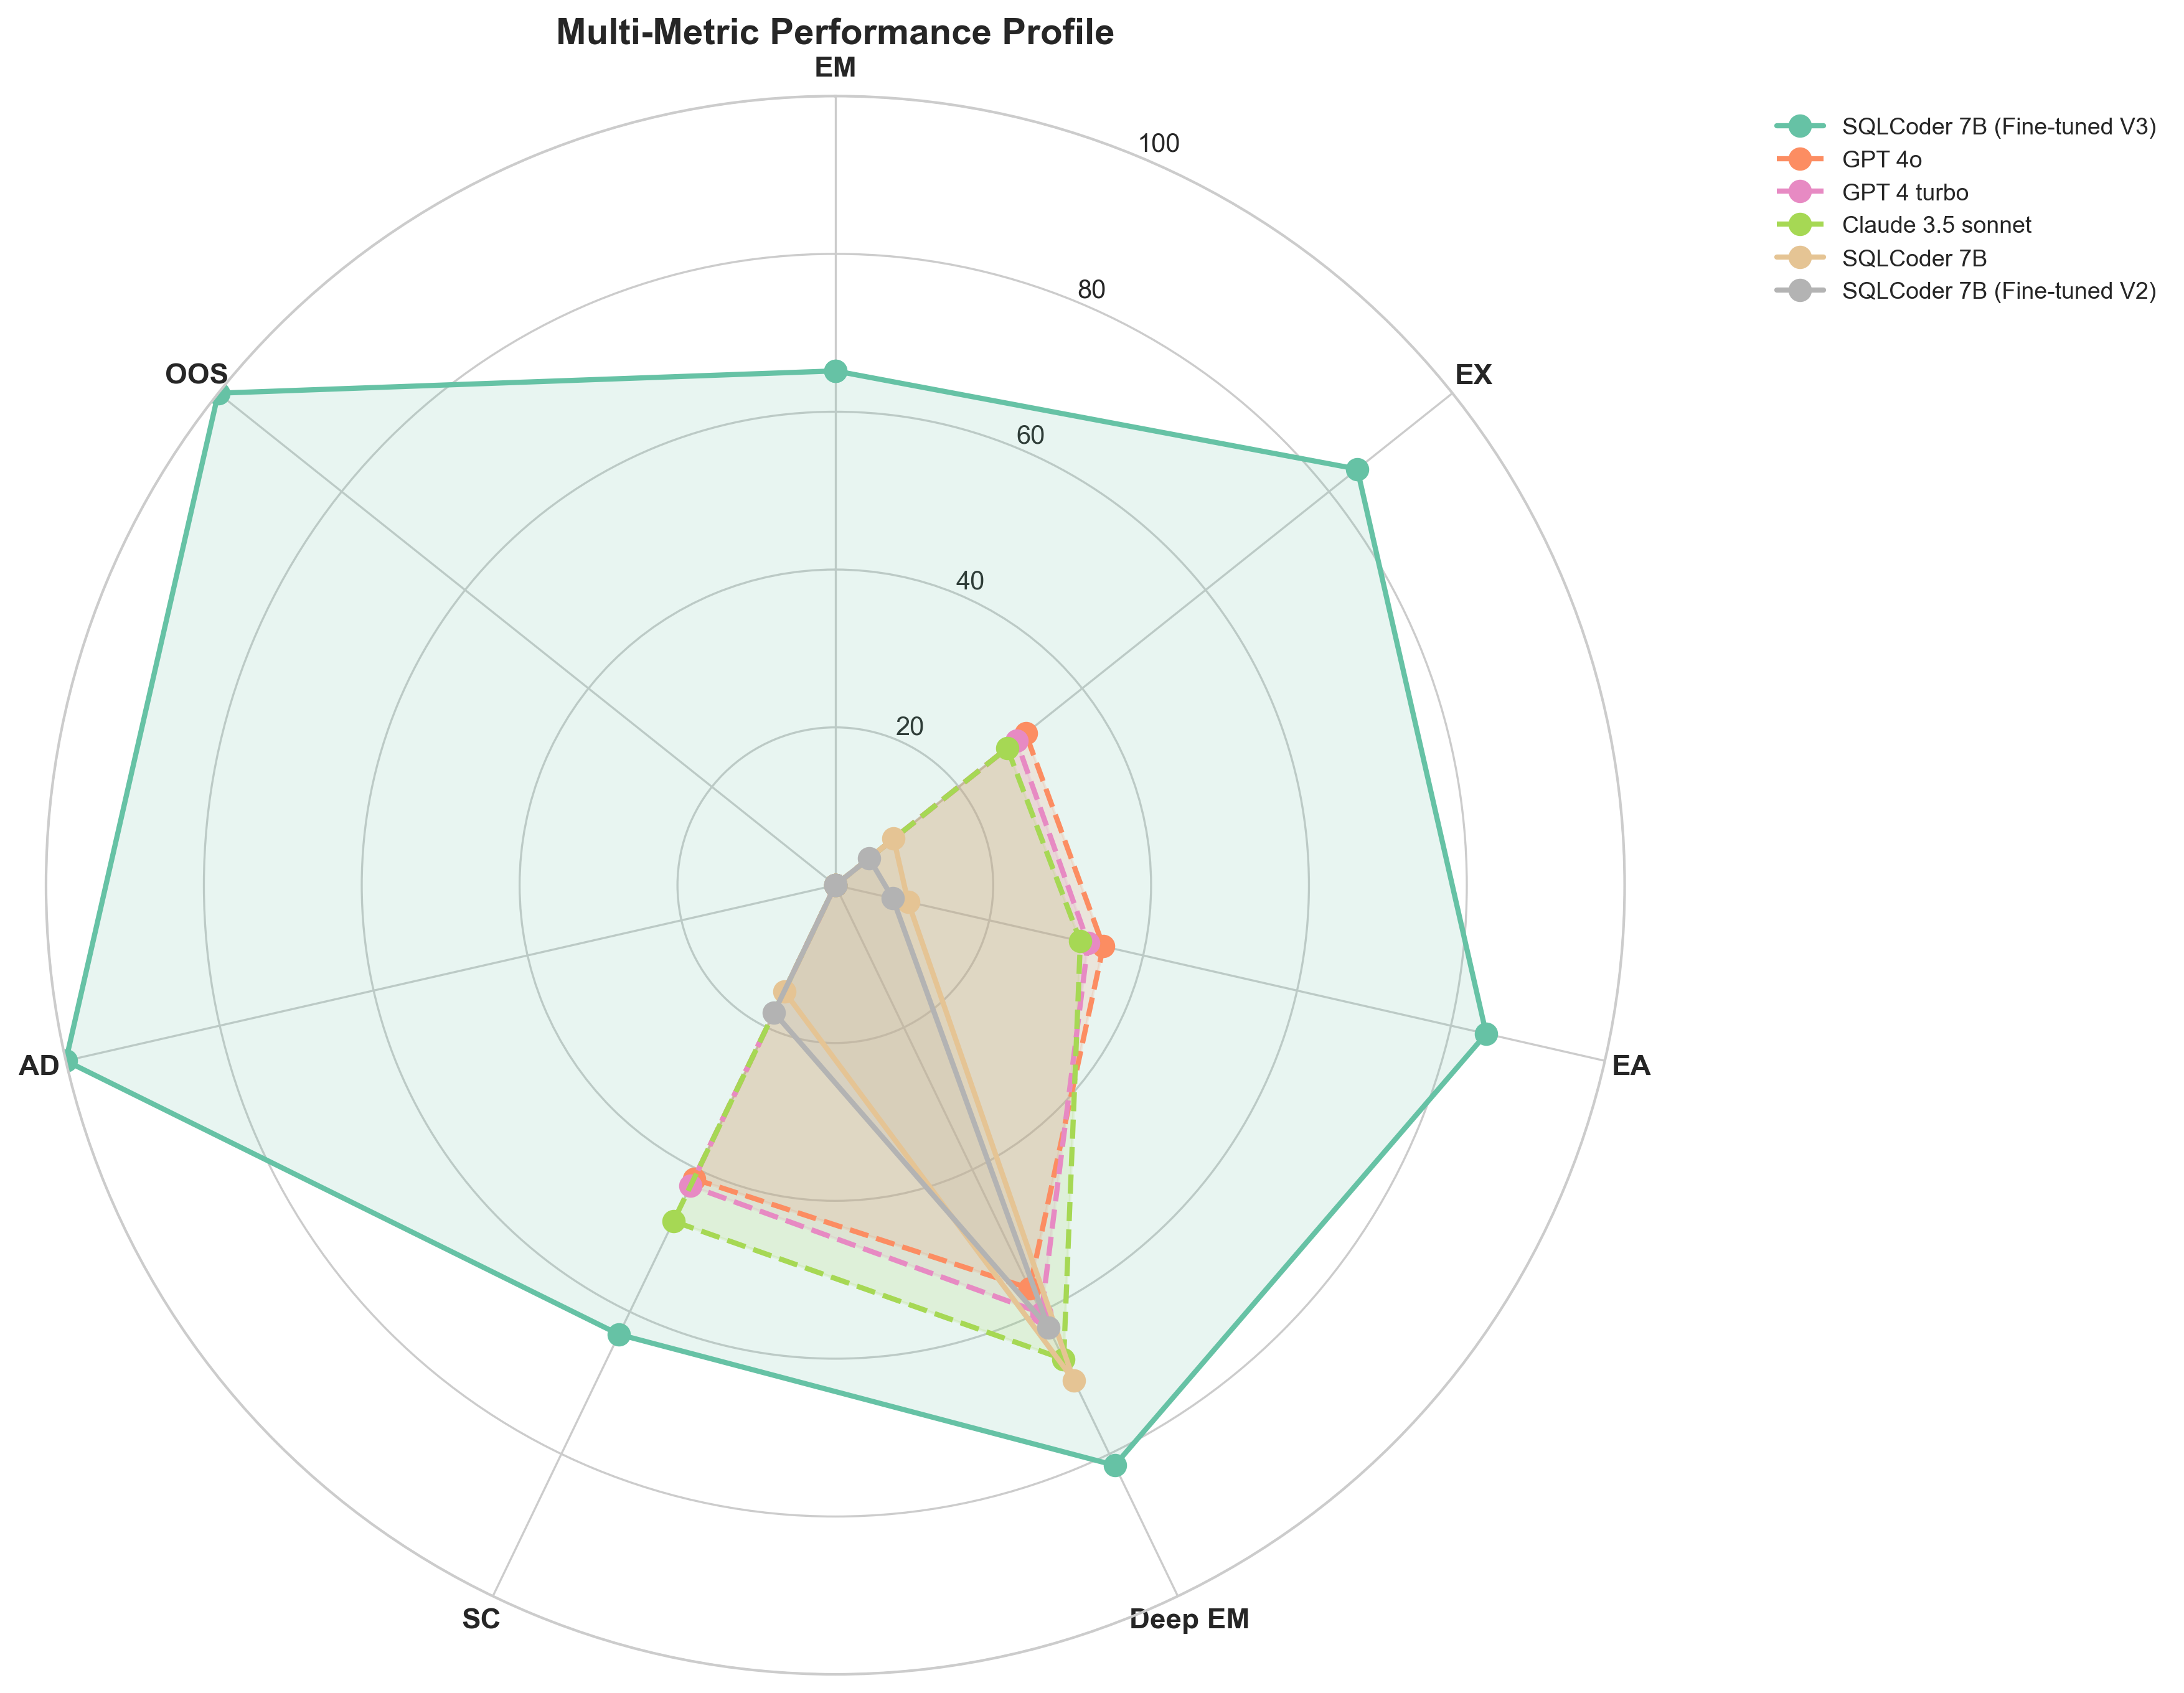 Multi-Metric Performance Profile
EM
100
80
60
40
20
OOS
EX
AD
EA
SC
Deep EM
SQLCoder 7B (Fine-tuned V3)
GPT 4o
GPT 4 turbo
Claude 3.5 sonnet
SQLCoder 7B
SQLCoder 7B (Fine-tuned V2)